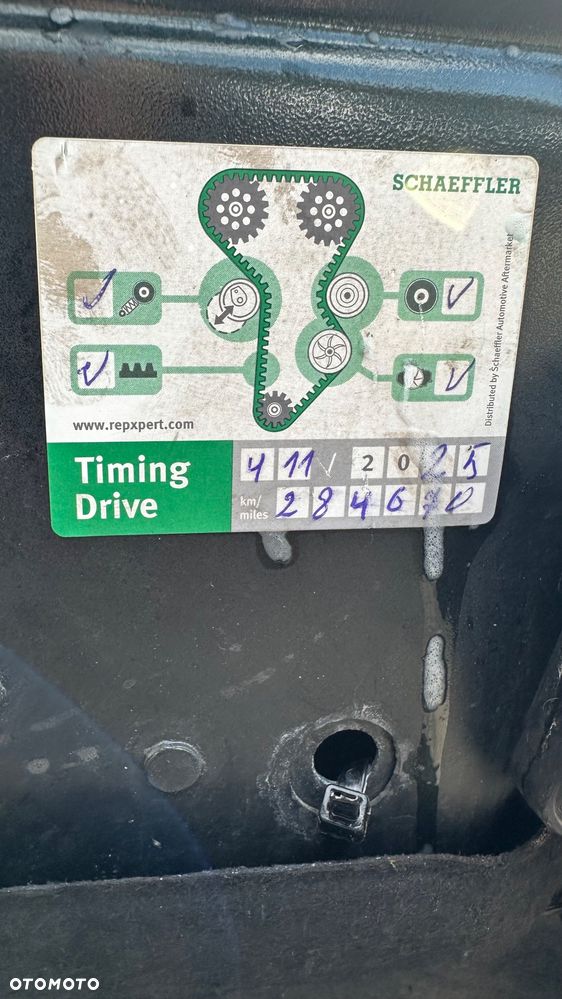 SCHAEFFLER
Distributed by Schaeffler Automotive Aftermarket
www.repxpert.com
Timing
Drive
4 11 / 2025
km/
miles
284670
OTOMOTO